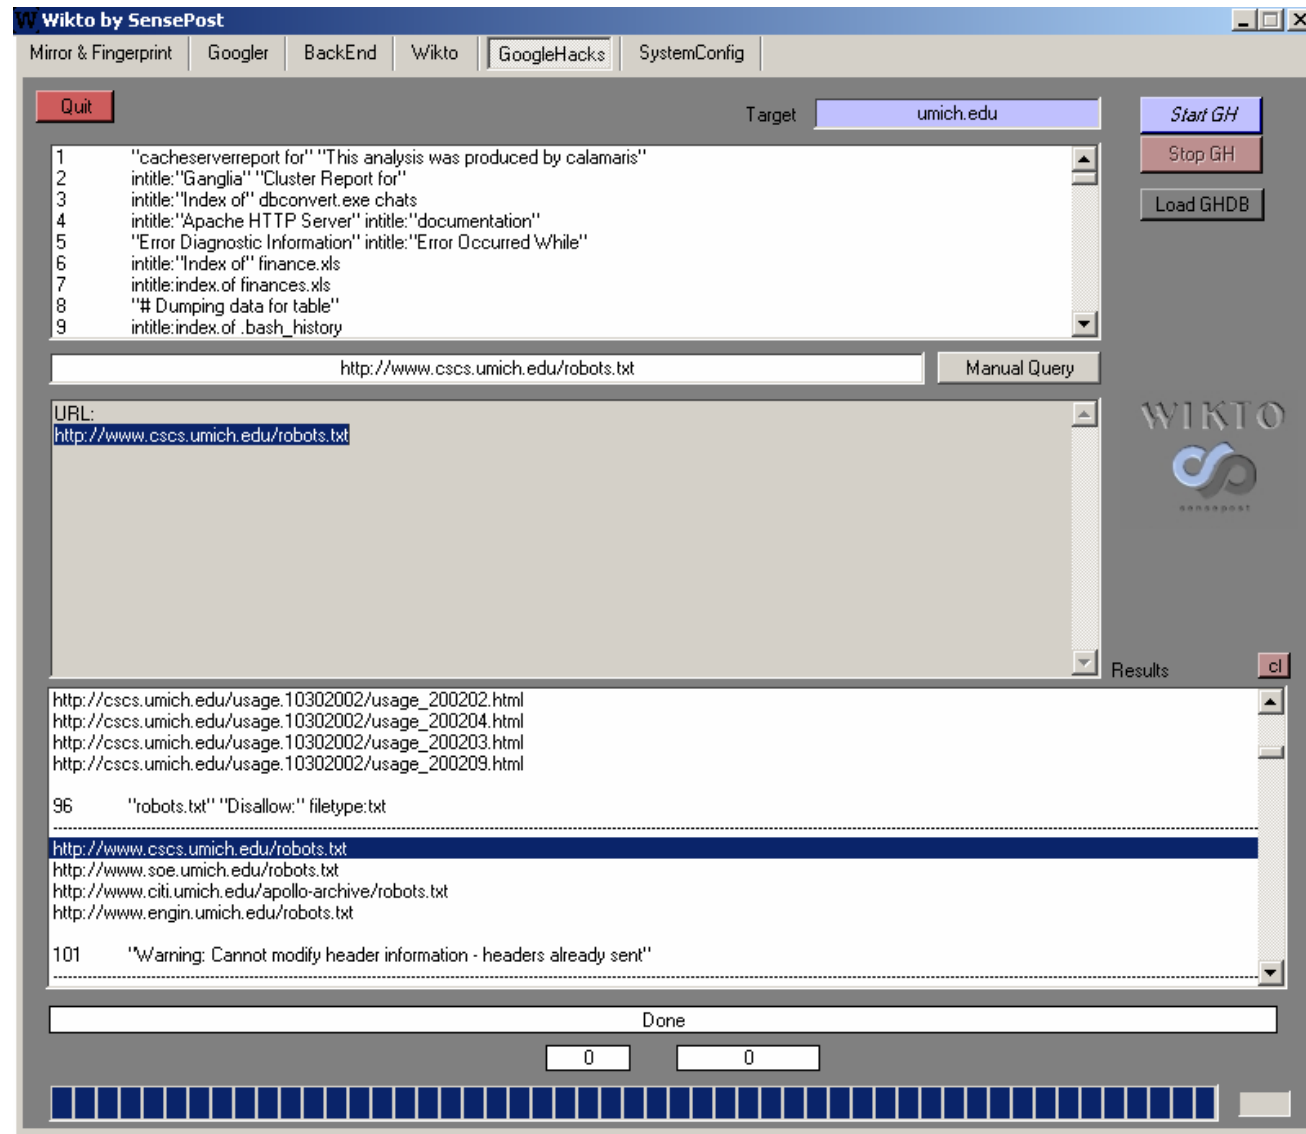 Wikto by SensePost
Mirror & Fingerprint Googler BackEnd Wikto GoogleHacks SystemConfig
Quit Target umich.edu Start GH
Stop GH
Load GHDB
1 "cacheserverreport for" "This analysis was produced by calamaris"
2 intitle:"Ganglia" "Cluster Report for"
3 intitle:"Index of" dbconvert.exe chats
4 intitle:"Apache HTTP Server" intitle:"documentation"
5 "Error Diagnostic Information" intitle:"Error Occurred While"
6 intitle:"Index of" finance.xls
7 intitle:index.of finances.xls
8 "# Dumping data for table"
9 intitle:index.of .bash_history
http://www.cscs.umich.edu/robots.txt Manual Query
URL:
http://www.cscs.umich.edu/robots.txt
WIKTO
sensepost
Results cl
http://cscs.umich.edu/usage.10302002/usage_200202.html
http://cscs.umich.edu/usage.10302002/usage_200204.html
http://cscs.umich.edu/usage.10302002/usage_200203.html
http://cscs.umich.edu/usage.10302002/usage_200209.html
96 "robots.txt" "Disallow:" filetype:txt
http://www.cscs.umich.edu/robots.txt
http://www.soe.umich.edu/robots.txt
http://www.citi.umich.edu/apollo-archive/robots.txt
http://www.engin.umich.edu/robots.txt
101 "Warning: Cannot modify header information - headers already sent"
Done
0 0